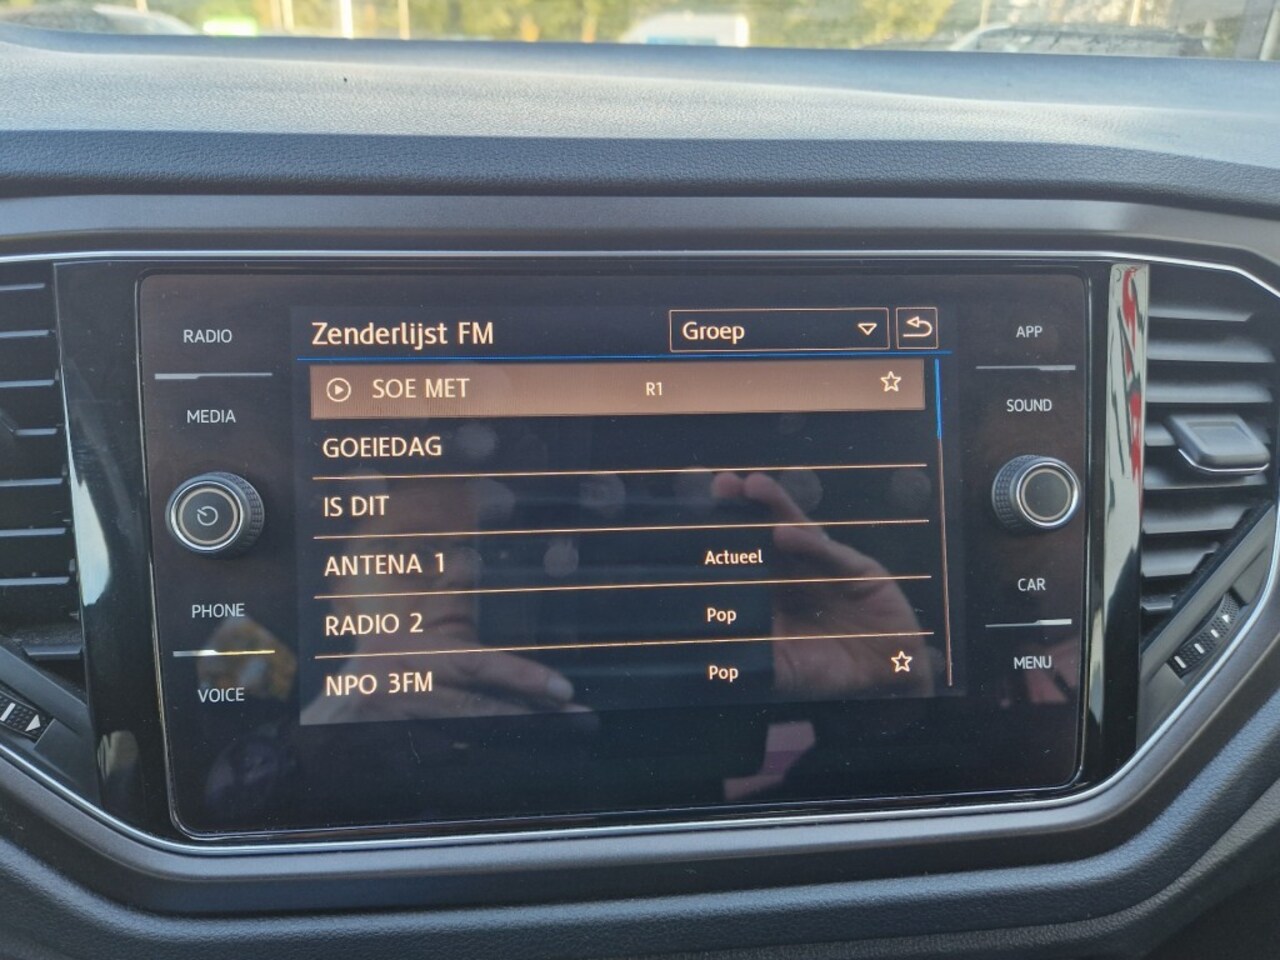 RADIO
MEDIA
PHONE
VOICE
Zenderlijst FM
Groep
SOE MET R1
GOEIEDAG
IS DIT
ANTENA 1 Actueel
RADIO 2 Pop
NPO 3FM Pop
APP
SOUND
CAR
MENU